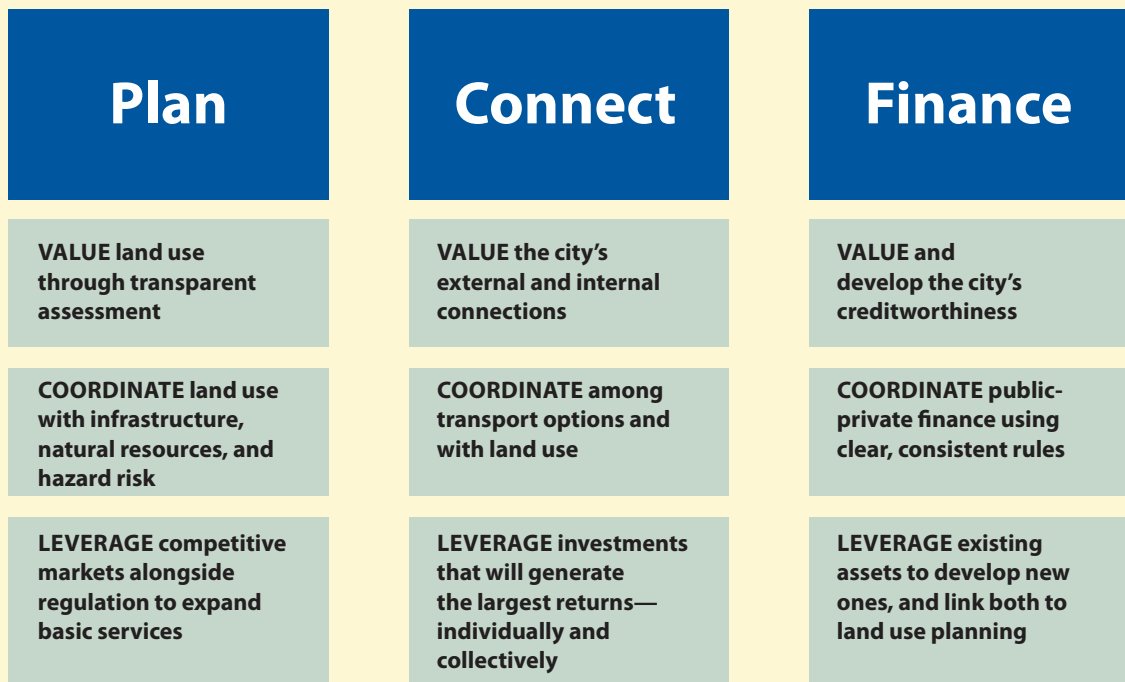 Plan
VALUE land use
through transparent
assessment
COORDINATE land use
with infrastructure,
natural resources, and
hazard risk
LEVERAGE competitive
markets alongside
regulation to expand
basic services
Connect
VALUE the city’s
external and internal
connections
COORDINATE among
transport options and
with land use
LEVERAGE investments
that will generate
the largest returns—
individually and
collectively
Finance
VALUE and
develop the city’s
creditworthiness
COORDINATE public-
private finance using
clear, consistent rules
LEVERAGE existing
assets to develop new
ones, and link both to
land use planning